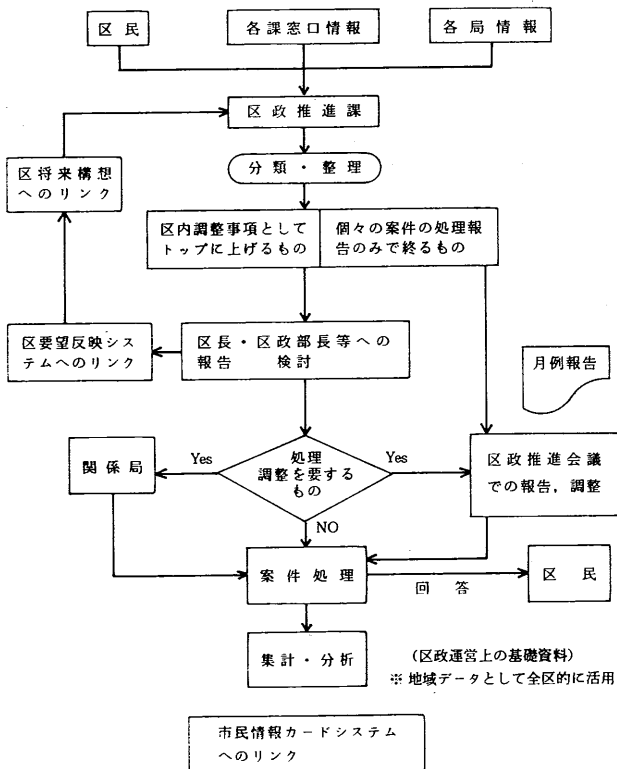 区民
各課窓口情報
各局情報
区政推進課
分類・整理
区将来構想
へのリンク
区内調整事項として
トップに上げるもの
個々の案件の処理報
告のみで終るもの
区要望反映シス
テムへのリンク
区長・区政部長等への
報告 検討
月例報告
関係局
Yes
処理
調整を要する
もの
Yes
区政推進会議
での報告，調整
NO
案件処理
回答
区民
集計・分析
(区政運営上の基礎資料)
※ 地域データとして全区的に活用
市民情報カードシステム
へのリンク